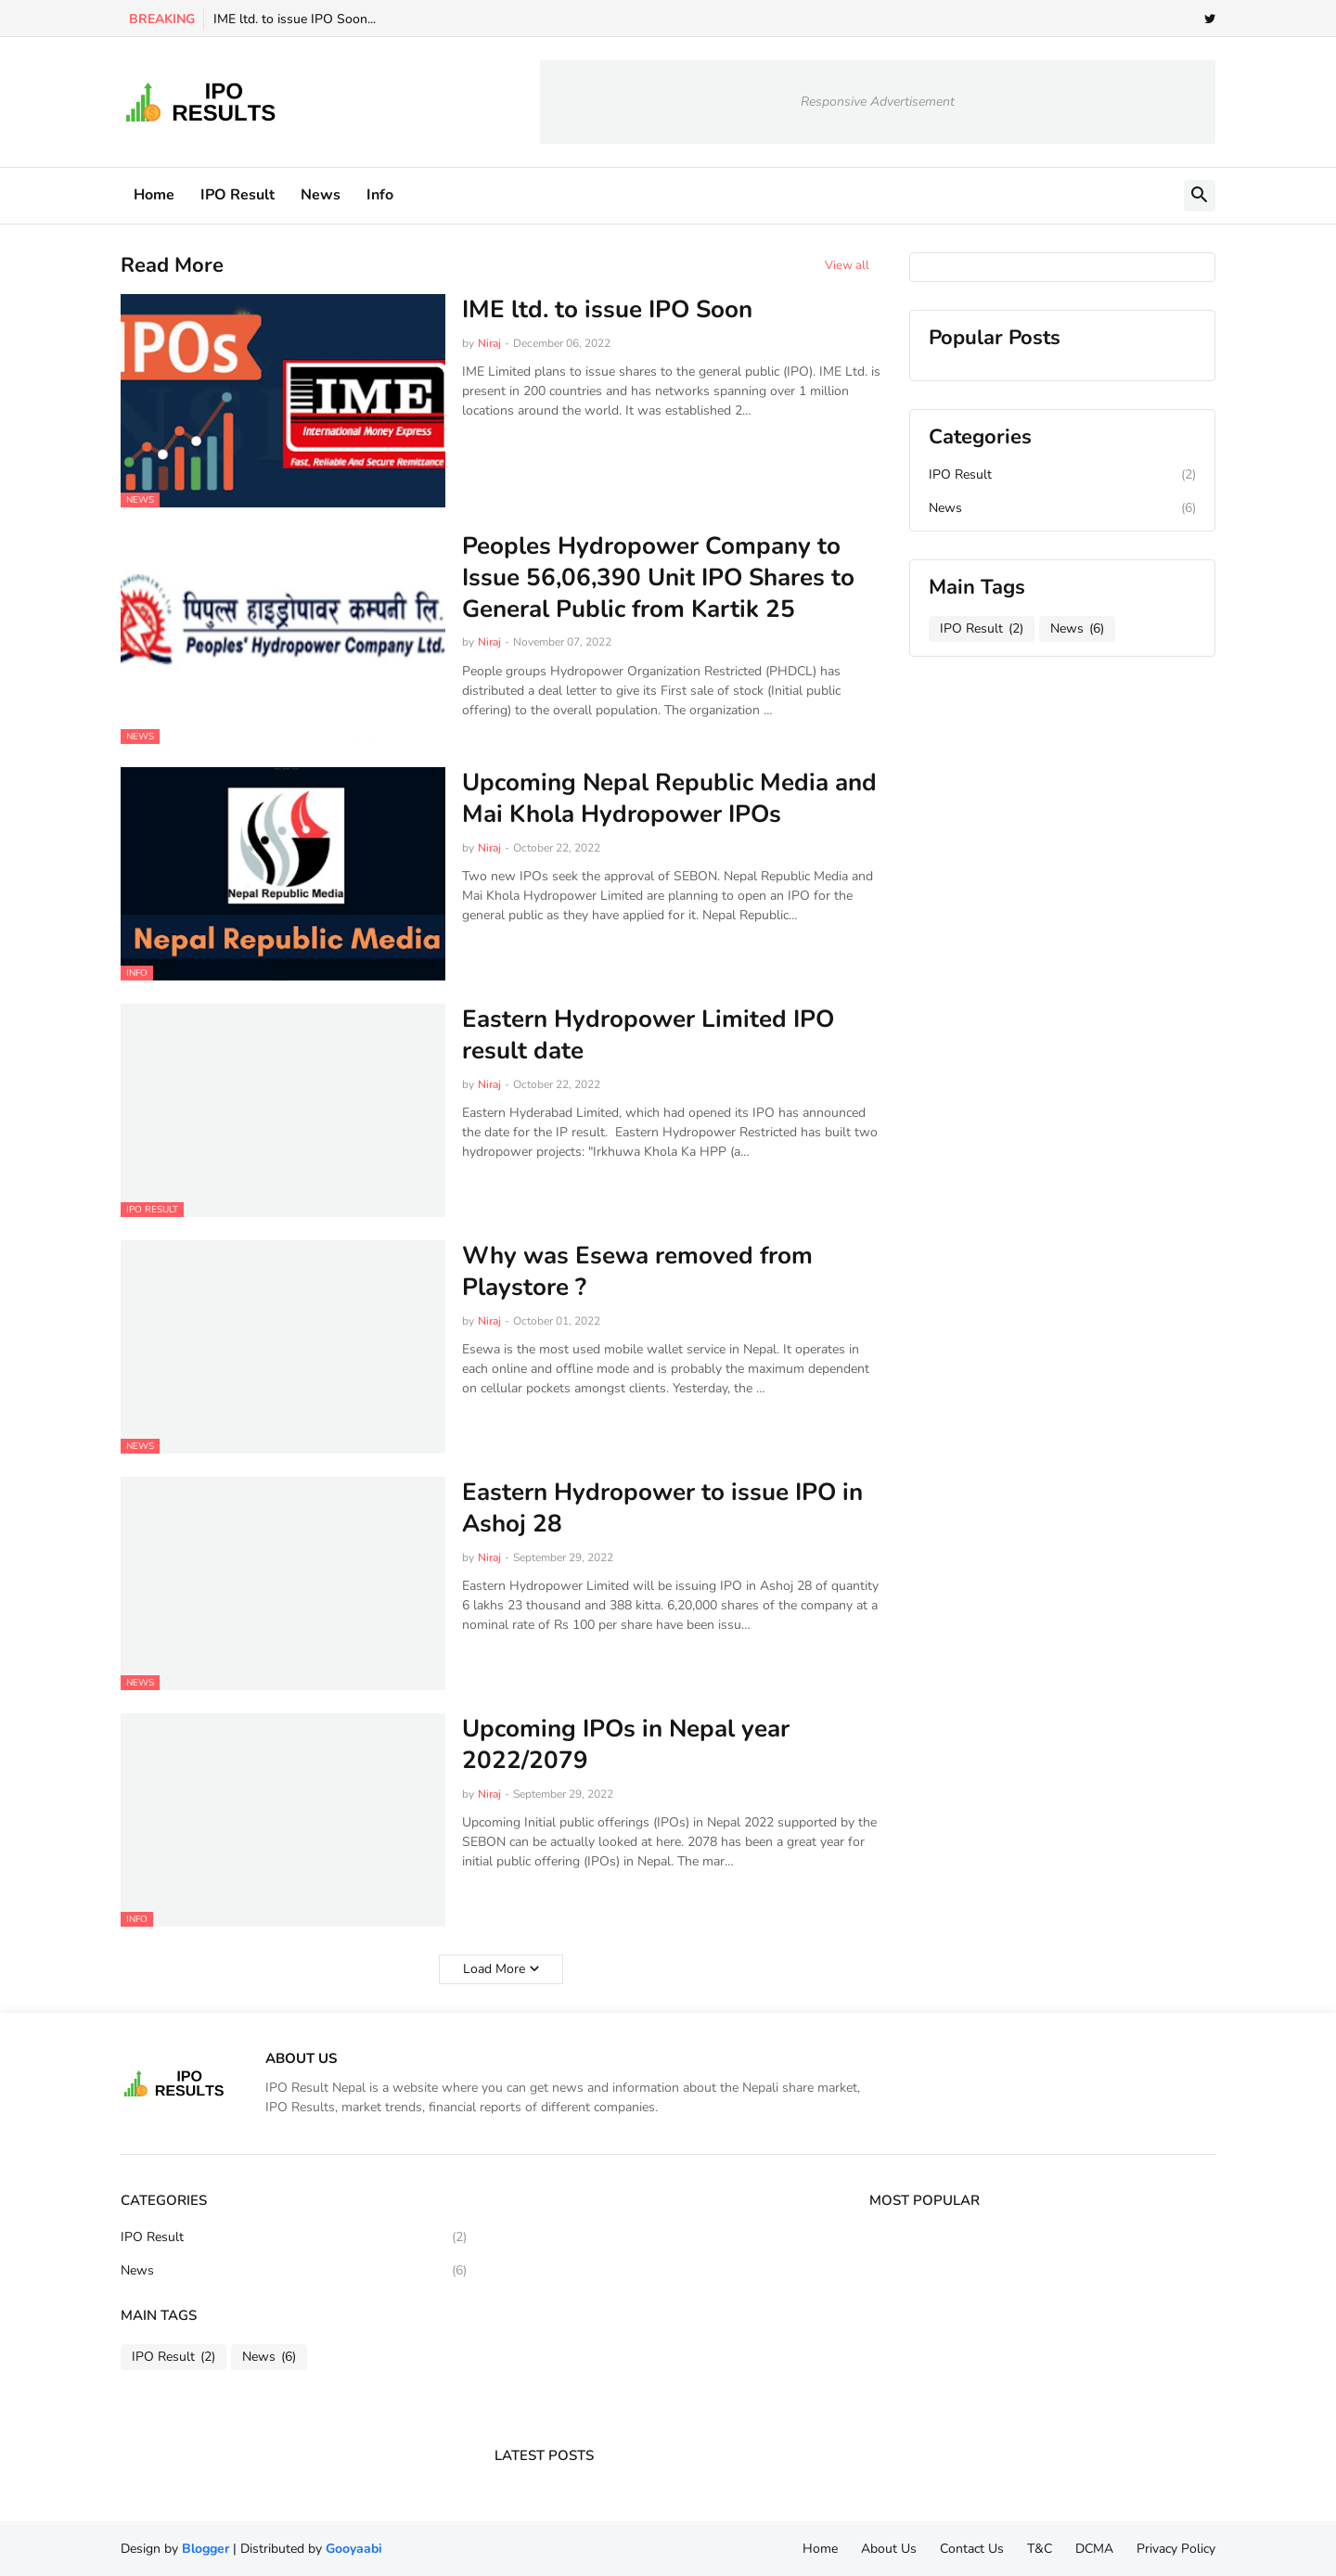 BREAKING IME ltd. to issue IPO Soon...
IPO
RESULTS
Responsive Advertisement
Home IPO Result News Info
Read More View all
IPOs
IME
International Money Express
Fast, Reliable And Secure Remittance
NEWS
IME ltd. to issue IPO Soon
by Niraj - December 06, 2022
IME Limited plans to issue shares to the general public (IPO). IME Ltd. is
present in 200 countries and has networks spanning over 1 million
locations around the world. It was established 2...
पिपुल्स हाइड्रोपावर कम्पनी लि.
Peoples' Hydropower Company Ltd.
NEWS
Peoples Hydropower Company to
Issue 56,06,390 Unit IPO Shares to
General Public from Kartik 25
by Niraj - November 07, 2022
People groups Hydropower Organization Restricted (PHDCL) has
distributed a deal letter to give its First sale of stock (Initial public
offering) to the overall population. The organization ...
Nepal Republic Media
Nepal Republic Media
INFO
Upcoming Nepal Republic Media and
Mai Khola Hydropower IPOs
by Niraj - October 22, 2022
Two new IPOs seek the approval of SEBON. Nepal Republic Media and
Mai Khola Hydropower Limited are planning to open an IPO for the
general public as they have applied for it. Nepal Republic...
IPO RESULT
Eastern Hydropower Limited IPO
result date
by Niraj - October 22, 2022
Eastern Hyderabad Limited, which had opened its IPO has announced
the date for the IP result.  Eastern Hydropower Restricted has built two
hydropower projects: "Irkhuwa Khola Ka HPP (a...
NEWS
Why was Esewa removed from
Playstore ?
by Niraj - October 01, 2022
Esewa is the most used mobile wallet service in Nepal. It operates in
each online and offline mode and is probably the maximum dependent
on cellular pockets amongst clients. Yesterday, the ...
NEWS
Eastern Hydropower to issue IPO in
Ashoj 28
by Niraj - September 29, 2022
Eastern Hydropower Limited will be issuing IPO in Ashoj 28 of quantity
6 lakhs 23 thousand and 388 kitta. 6,20,000 shares of the company at a
nominal rate of Rs 100 per share have been issu...
INFO
Upcoming IPOs in Nepal year
2022/2079
by Niraj - September 29, 2022
Upcoming Initial public offerings (IPOs) in Nepal 2022 supported by the
SEBON can be actually looked at here. 2078 has been a great year for
initial public offering (IPOs) in Nepal. The mar...
Load More
Popular Posts
Categories
IPO Result (2)
News (6)
Main Tags
IPO Result (2) News (6)
IPO
RESULTS
ABOUT US
IPO Result Nepal is a website where you can get news and information about the Nepali share market,
IPO Results, market trends, financial reports of different companies.
CATEGORIES
IPO Result (2)
News (6)
MAIN TAGS
IPO Result (2) News (6)
LATEST POSTS
MOST POPULAR
Design by Blogger | Distributed by Gooyaabi
Home About Us Contact Us T&C DCMA Privacy Policy